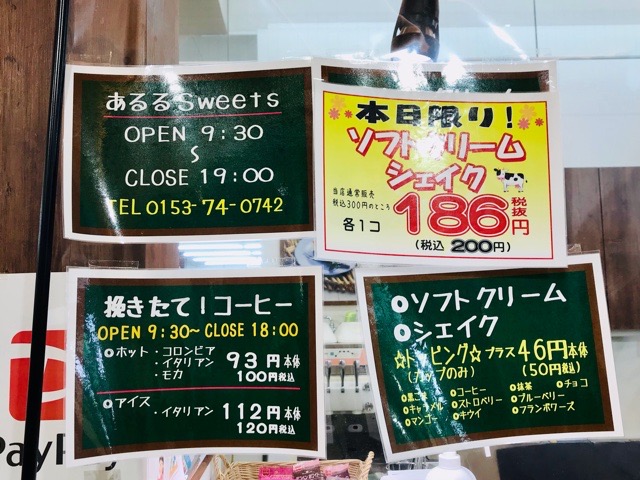 あるるSweets
OPEN 9:30
〜
CLOSE 19:00
TEL 0153-74-0742
本日限り!
ソフトクリーム
シェイク
当店通常販売
税込300円のところ
各1コ
186円
税抜
(税込 200円)
挽きたて!コーヒー
OPEN 9:30〜CLOSE 18:00
ホット・コロンビア
・イタリアン
・モカ
93円本体
100円税込
アイス・イタリアン
112円本体
120円税込
ソフトクリーム
シェイク
☆トッピング☆プラス46円本体
(カップのみ)
(50円税込)
黒ごま
コーヒー
抹茶
チョコ
キャラメル
ストロベリー
ブルーベリー
マンゴー
キウイ
フランボワーズ
PayPay